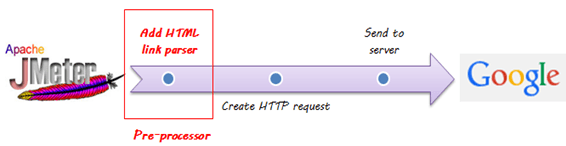 Add HTML
link parser
Send to
server
Apache
JMeter
Google
Create HTTP request
Pre-processor